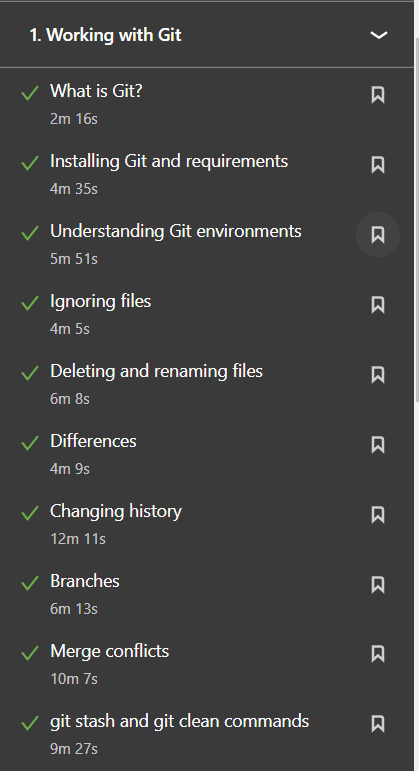 1. Working with Git
What is Git?
2m 16s
Installing Git and requirements
4m 35s
Understanding Git environments
5m 51s
Ignoring files
4m 5s
Deleting and renaming files
6m 8s
Differences
4m 9s
Changing history
12m 11s
Branches
6m 13s
Merge conflicts
10m 7s
git stash and git clean commands
9m 27s